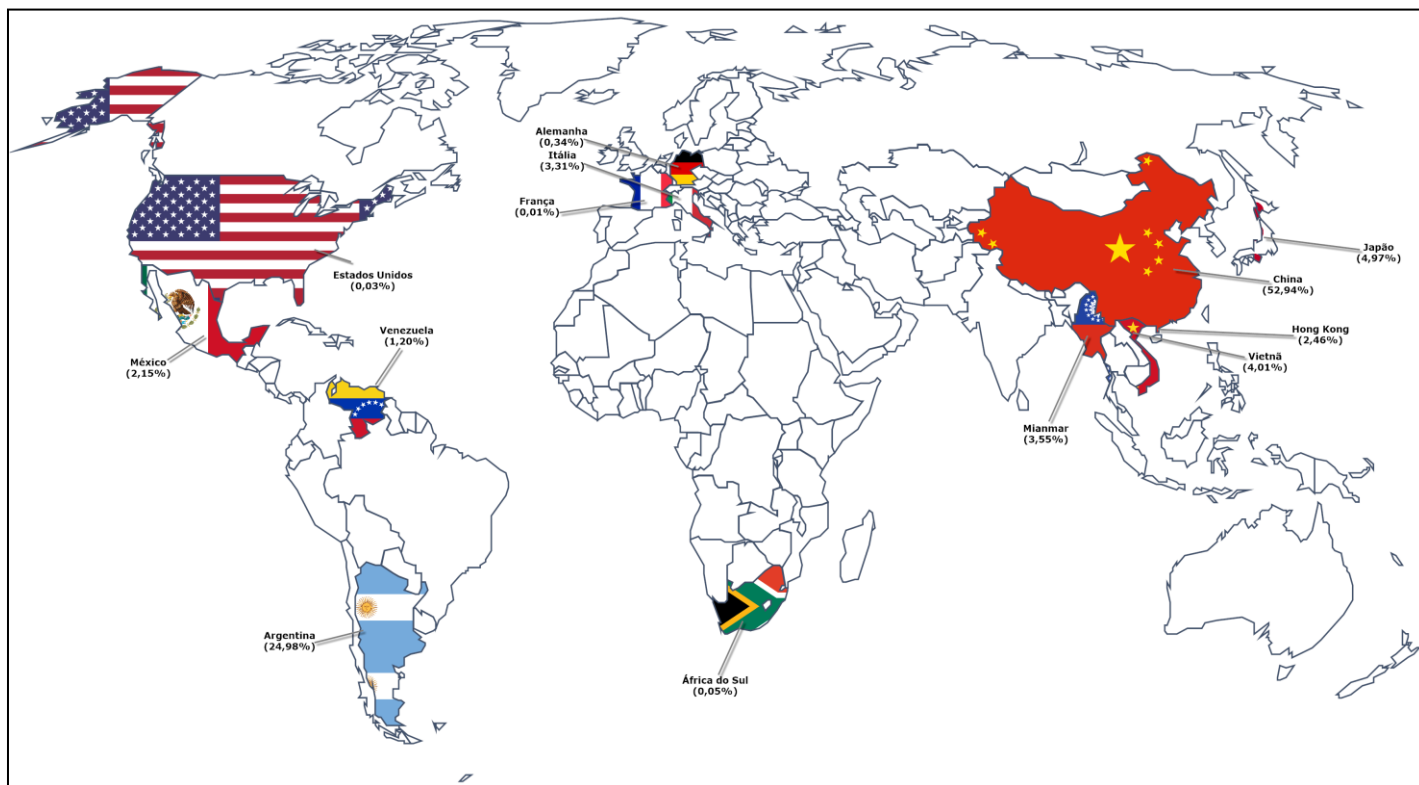 Alemanha
(0,34%)
Itália
(3,31%)
França
(0,01%)
Estados Unidos
(0,03%)
Japão
(4,97%)
China
(52,94%)
Venezuela
(1,20%)
Hong Kong
(2,46%)
México
(2,15%)
Vietnã
(4,01%)
Mianmar
(3,55%)
Argentina
(24,98%)
África do Sul
(0,05%)